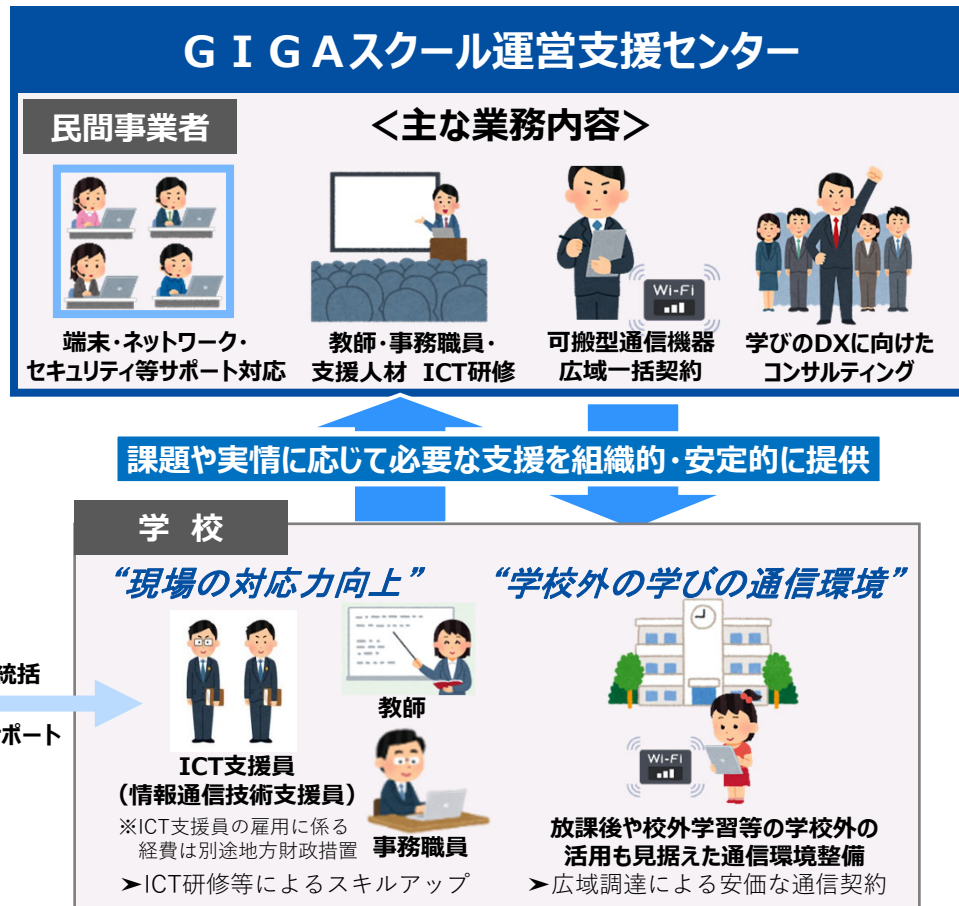 ＧＩＧＡスクール運営支援センター
民間事業者
＜主な業務内容＞
端末・ネットワーク・
セキュリティ等サポート対応
教師・事務職員・
支援人材 ICT研修
Wi-Fi
可搬型通信機器
広域一括契約
学びのDXに向けた
コンサルティング
課題や実情に応じて必要な支援を組織的・安定的に提供
学 校
“現場の対応力向上”
ICT支援員
（情報通信技術支援員）
※ICT支援員の雇用に係る
経費は別途地方財政措置
教師
事務職員
➤ICT研修等によるスキルアップ
“学校外の学びの通信環境”
Wi-Fi
放課後や校外学習等の学校外の
活用も見据えた通信環境整備
➤広域調達による安価な通信契約
統括
ポート